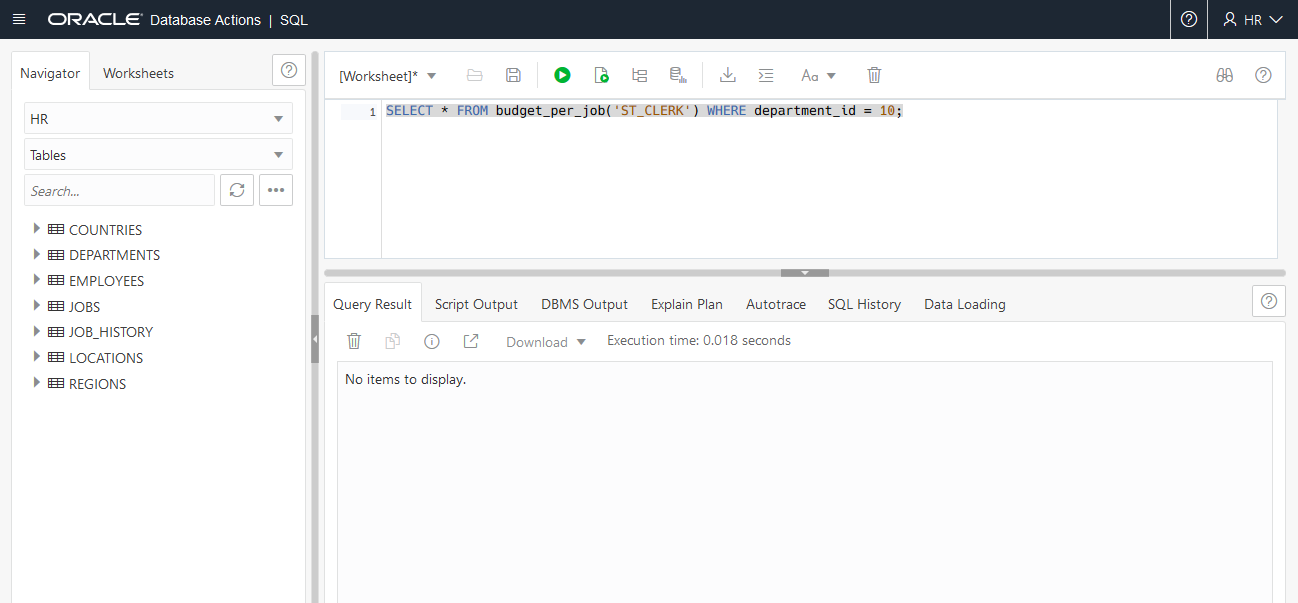 ORACLE Database Actions | SQL
HR
Navigator
Worksheets
HR
Tables
Search...
•••
COUNTRIES
DEPARTMENTS
EMPLOYEES
JOBS
JOB_HISTORY
LOCATIONS
REGIONS
[Worksheet]*
Aa
1 SELECT * FROM budget_per_job('ST_CLERK') WHERE department_id = 10;
Query Result Script Output DBMS Output Explain Plan Autotrace SQL History Data Loading
Download Execution time: 0.018 seconds
No items to display.